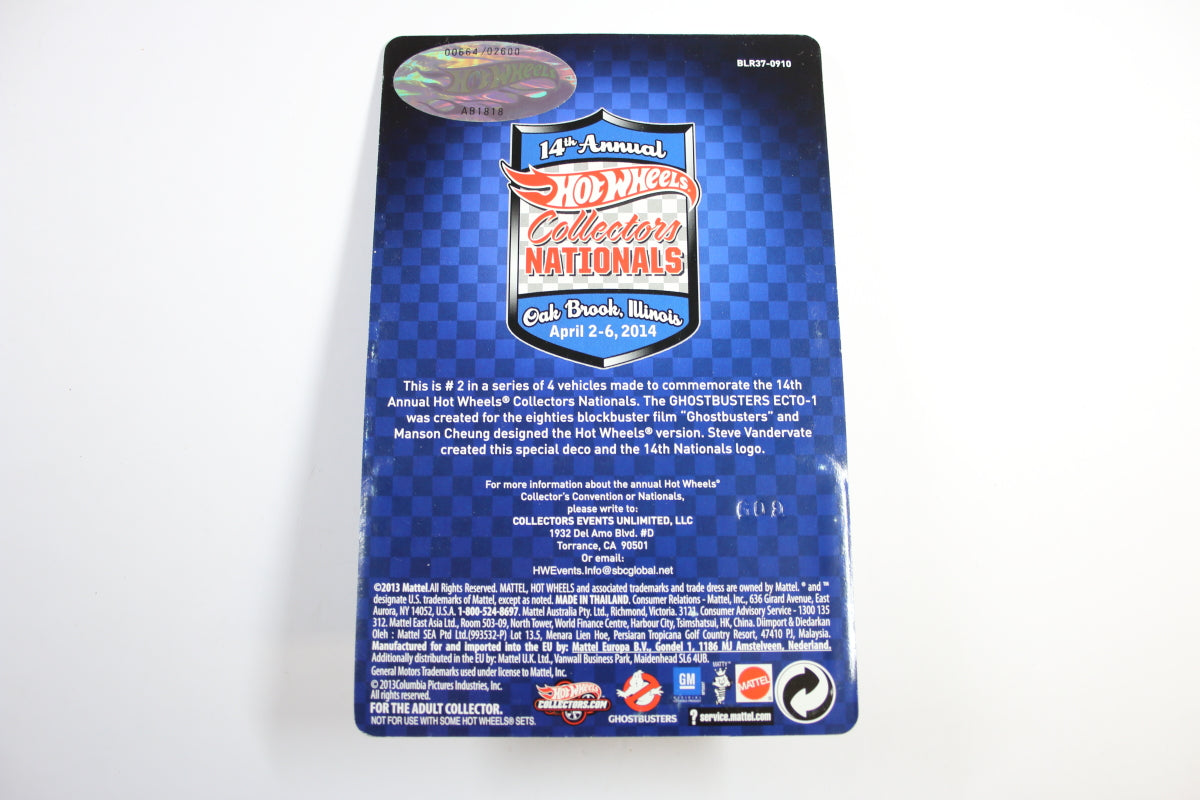 00664/02600
HOT WHEELS
AB1818
BLR37-0910
14th Annual
HOT WHEELS
Collectors
NATIONALS
Oak Brook, Illinois
April 2-6, 2014
This is # 2 in a series of 4 vehicles made to commemorate the 14th
Annual Hot Wheels® Collectors Nationals. The GHOSTBUSTERS ECTO-1
was created for the eighties blockbuster film “Ghostbusters” and
Manson Cheung designed the Hot Wheels® version. Steve Vandervate
created this special deco and the 14th Nationals logo.
For more information about the annual Hot Wheels®
Collector's Convention or Nationals,
please write to:
COLLECTORS EVENTS UNLIMITED, LLC
1932 Del Amo Blvd. #D
Torrance, CA 90501
Or email:
HWEvents.Info@sbcglobal.net
©2013 Mattel.All Rights Reserved. MATTEL, HOT WHEELS and associated trademarks and trade dress are owned by Mattel. ® and ™
designate U.S. trademarks of Mattel, except as noted. MADE IN THAILAND. Consumer Relations - Mattel, Inc., 636 Girard Avenue, East
Aurora, NY 14052, U.S.A. 1-800-524-8697. Mattel Australia Pty. Ltd., Richmond, Victoria. 3121. Consumer Advisory Service - 1300 135
312. Mattel East Asia Ltd., Room 503-09, North Tower, World Finance Centre, Harbour City, Tsimshatsui, HK, China. Diimport & Diedarkan
Oleh : Mattel SEA Ptd Ltd.(993532-P) Lot 13.5, Menara Lien Hoe, Persiaran Tropicana Golf Country Resort, 47410 PJ, Malaysia.
Manufactured for and imported into the EU by: Mattel Europa B.V., Gondel 1, 1186 MJ Amstelveen, Nederland.
Additionally distributed in the EU by: Mattel U.K. Ltd., Vanwall Business Park, Maidenhead SL6 4UB.
General Motors Trademarks used under license to Mattel, Inc.
© 2013Columbia Pictures Industries, Inc.
All rights reserved.
FOR THE ADULT COLLECTOR.
NOT FOR USE WITH SOME HOT WHEELS® SETS.
HOT WHEELS
COLLECTORS.COM
GHOSTBUSTERS
GM
MATTY
MATTEL
? service.mattel.com